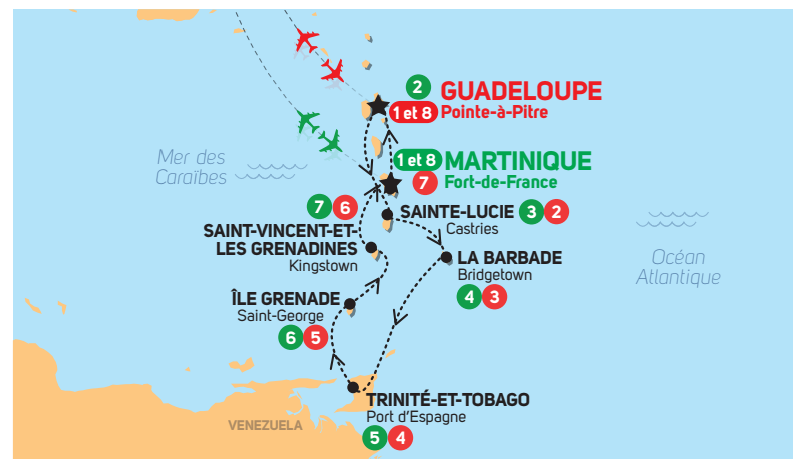 2
GUADELOUPE
1 et 8 Pointe-à-Pitre
1 et 8 MARTINIQUE
7 Fort-de-France
Mer des
Caraïbes
7 6
SAINT-VINCENT-ET-
LES GRENADINES
Kingstown
SAINTE-LUCIE 3 2
Castries
LA BARBADE
Bridgetown
4 3
Océan
Atlantique
ÎLE GRENADE
Saint-George
6 5
TRINITÉ-ET-TOBAGO
Port d'Espagne
5 4
VENEZUELA